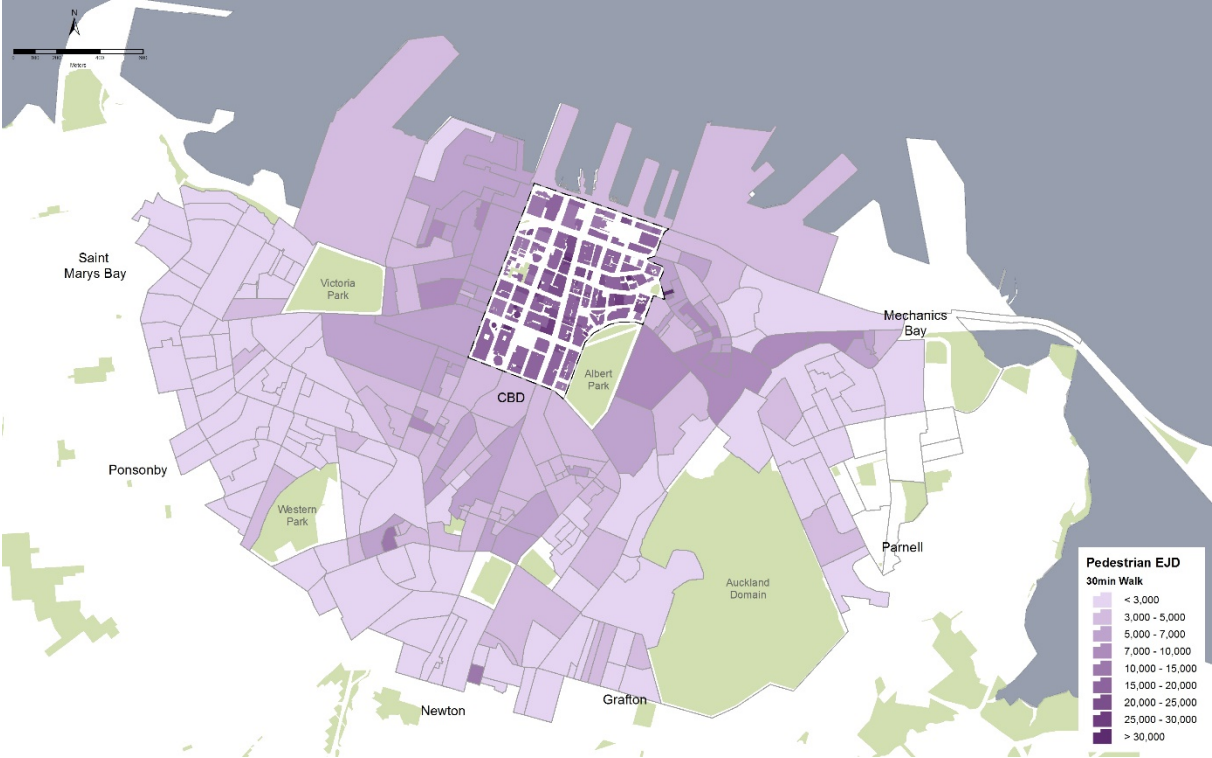 N
Meters
Saint
Marys Bay
Victoria
Park
Mechanics
Bay
Albert
Park
CBD
Ponsonby
Western
Park
Parnell
Auckland
Domain
Newton
Grafton
Pedestrian EJD
30min Walk
< 3,000
3,000 - 5,000
5,000 - 7,000
7,000 - 10,000
10,000 - 15,000
15,000 - 20,000
20,000 - 25,000
25,000 - 30,000
> 30,000